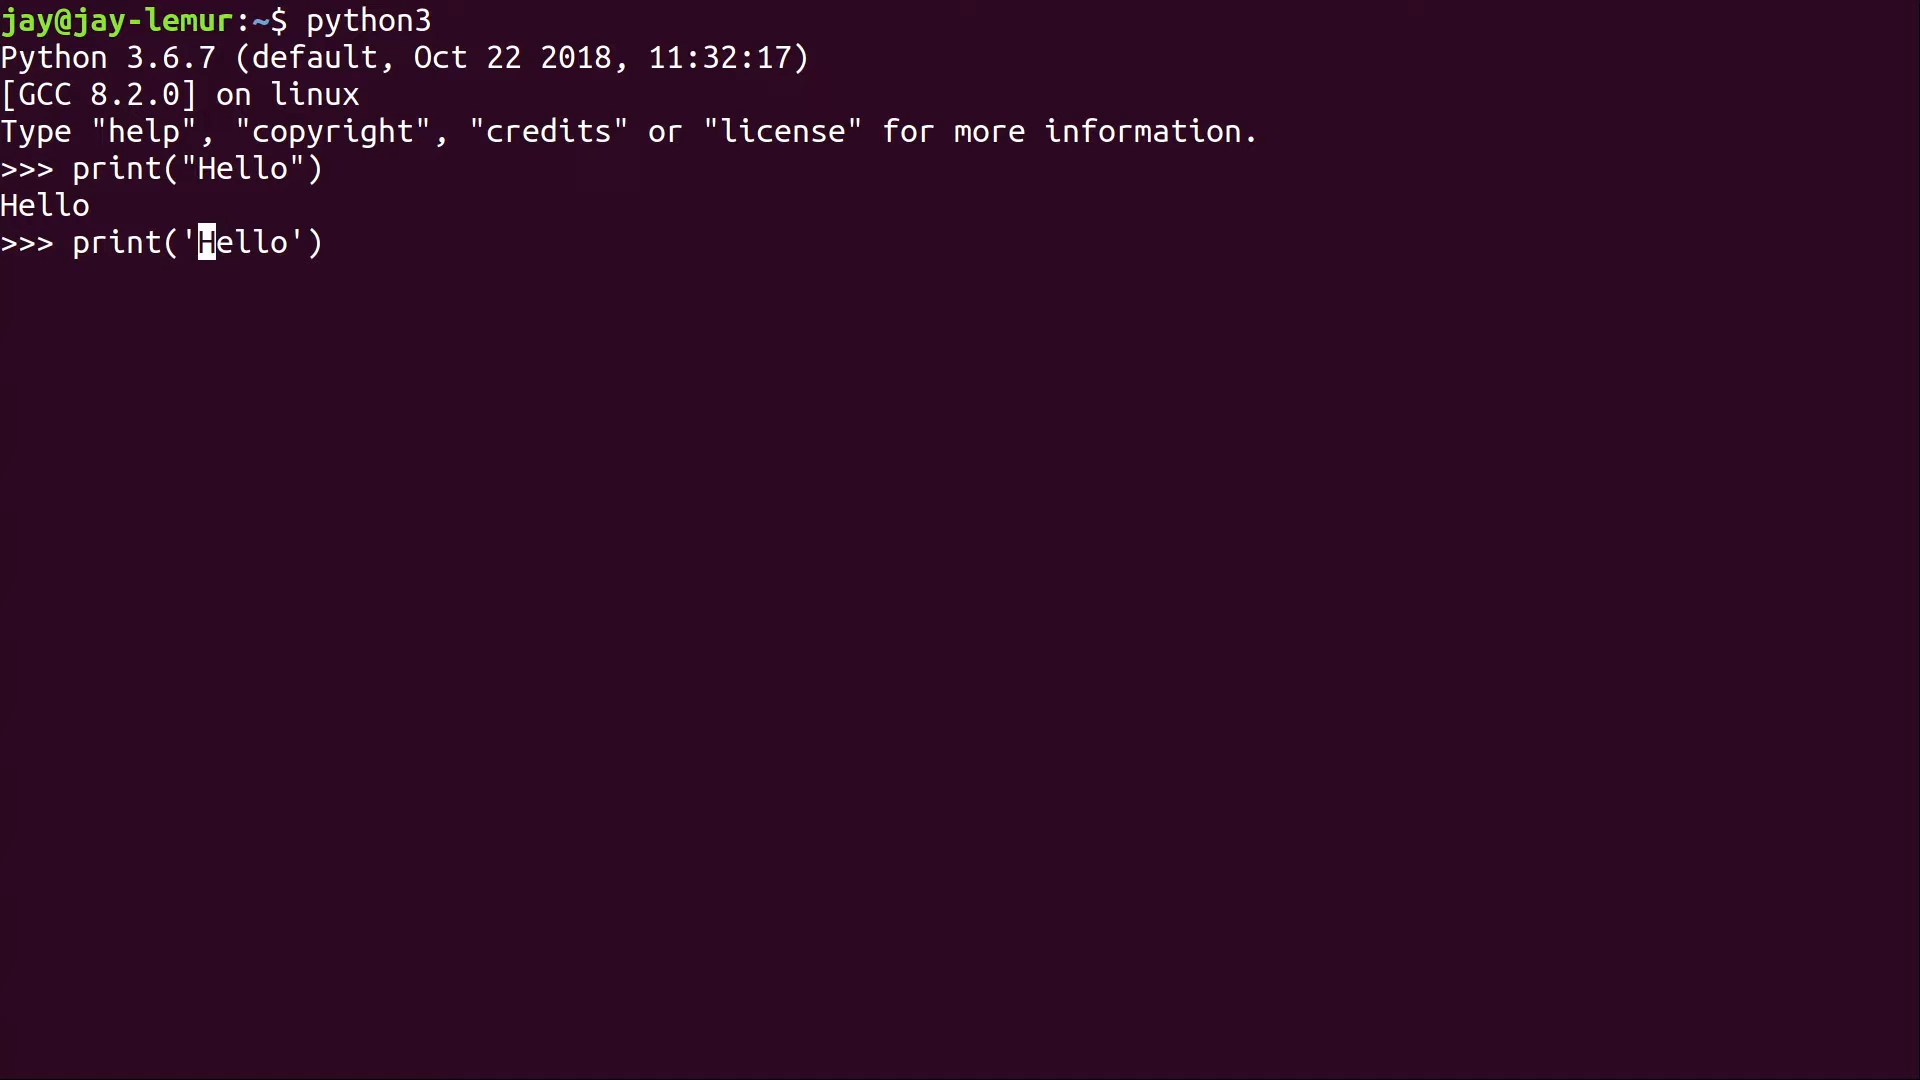 jay@jay-lemur:~$ python3
Python 3.6.7 (default, Oct 22 2018, 11:32:17)
[GCC 8.2.0] on linux
Type "help", "copyright", "credits" or "license" for more information.
>>> print("Hello")
Hello
>>> print('Hello')